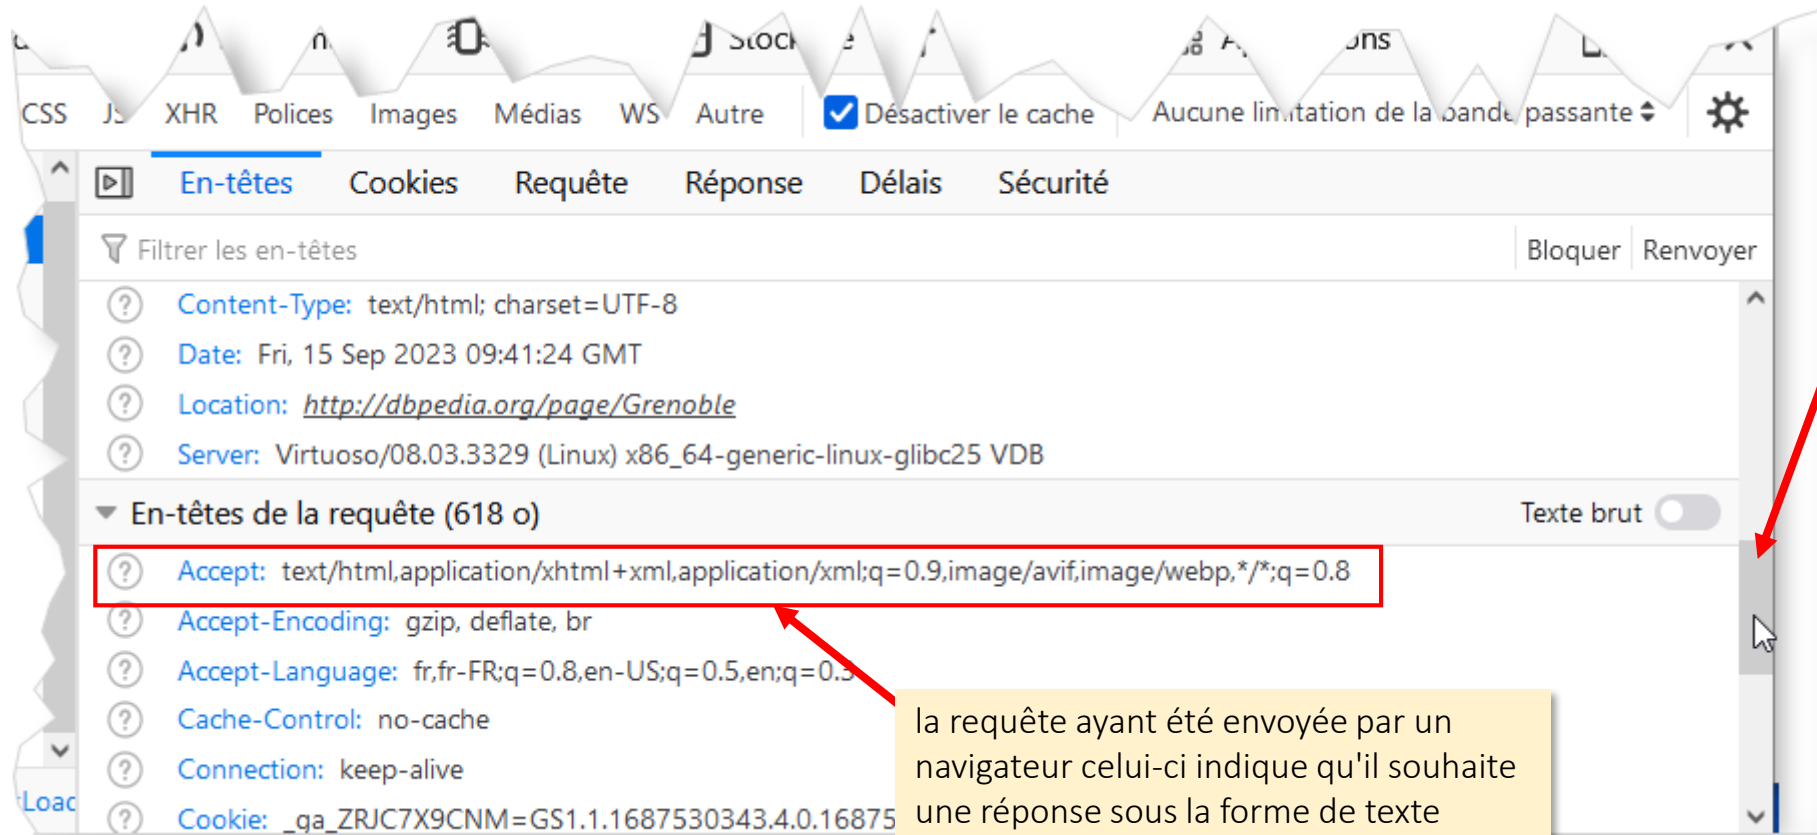 CSS JS XHR Polices Images Médias WS Autre Désactiver le cache Aucune limitation de la bande passante
En-têtes Cookies Requête Réponse Délais Sécurité
Filtrer les en-têtes Bloquer Renvoyer
Content-Type: text/html; charset=UTF-8
Date: Fri, 15 Sep 2023 09:41:24 GMT
Location: http://dbpedia.org/page/Grenoble
Server: Virtuoso/08.03.3329 (Linux) x86_64-generic-linux-glibc25 VDB
En-têtes de la requête (618 o) Texte brut
Accept: text/html,application/xhtml+xml,application/xml;q=0.9,image/avif,image/webp,*/*;q=0.8
Accept-Encoding: gzip, deflate, br
Accept-Language: fr,fr-FR;q=0.8,en-US;q=0.5,en;q=0.3
Cache-Control: no-cache
Connection: keep-alive
Cookie: _ga_ZRJC7X9CNM=GS1.1.1687530343.4.0.16875
Load
la requête ayant été envoyée par un
navigateur celui-ci indique qu'il souhaite
une réponse sous la forme de texte